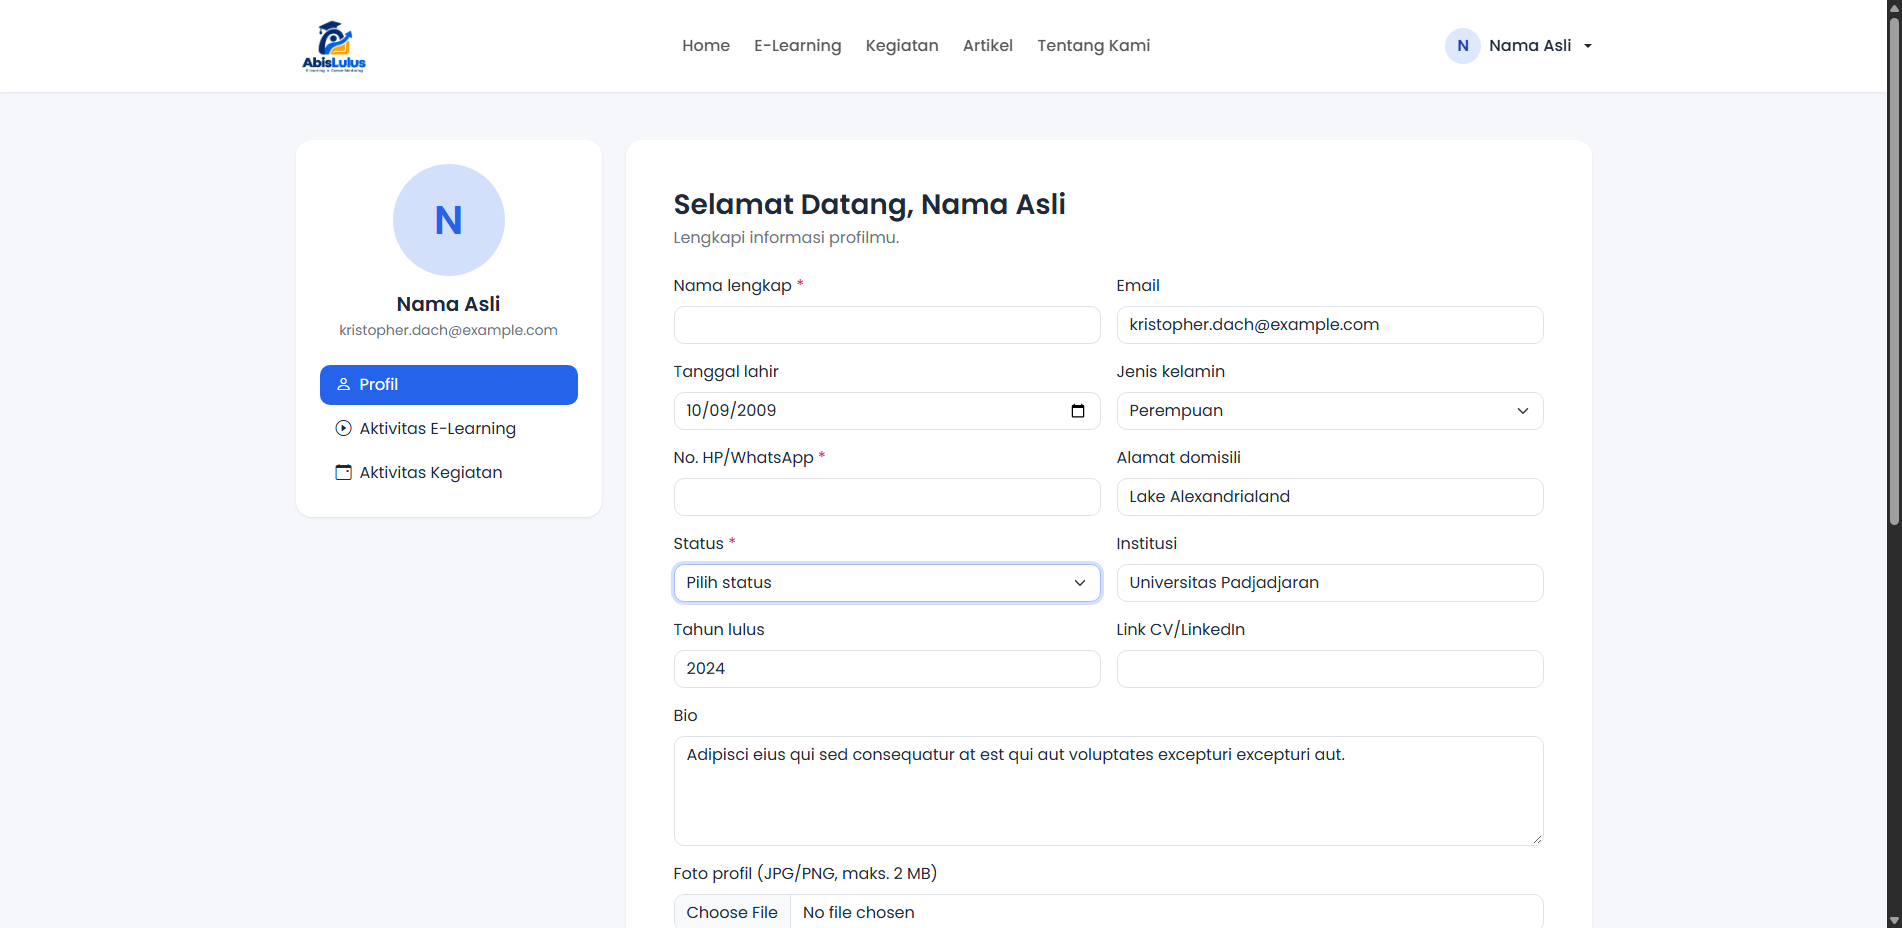 AbisLulus
Home E-Learning Kegiatan Artikel Tentang Kami
N Nama Asli
N
Nama Asli
kristopher.dach@example.com
Profil
Aktivitas E-Learning
Aktivitas Kegiatan
Selamat Datang, Nama Asli
Lengkapi informasi profilmu.
Nama lengkap *
Email
kristopher.dach@example.com
Tanggal lahir
10/09/2009
Jenis kelamin
Perempuan
No. HP/WhatsApp *
Alamat domisili
Lake Alexandrialand
Status *
Pilih status
Institusi
Universitas Padjadjaran
Tahun lulus
2024
Link CV/LinkedIn
Bio
Adipisci eius qui sed consequatur at est qui aut voluptates excepturi excepturi aut.
Foto profil (JPG/PNG, maks. 2 MB)
Choose File No file chosen